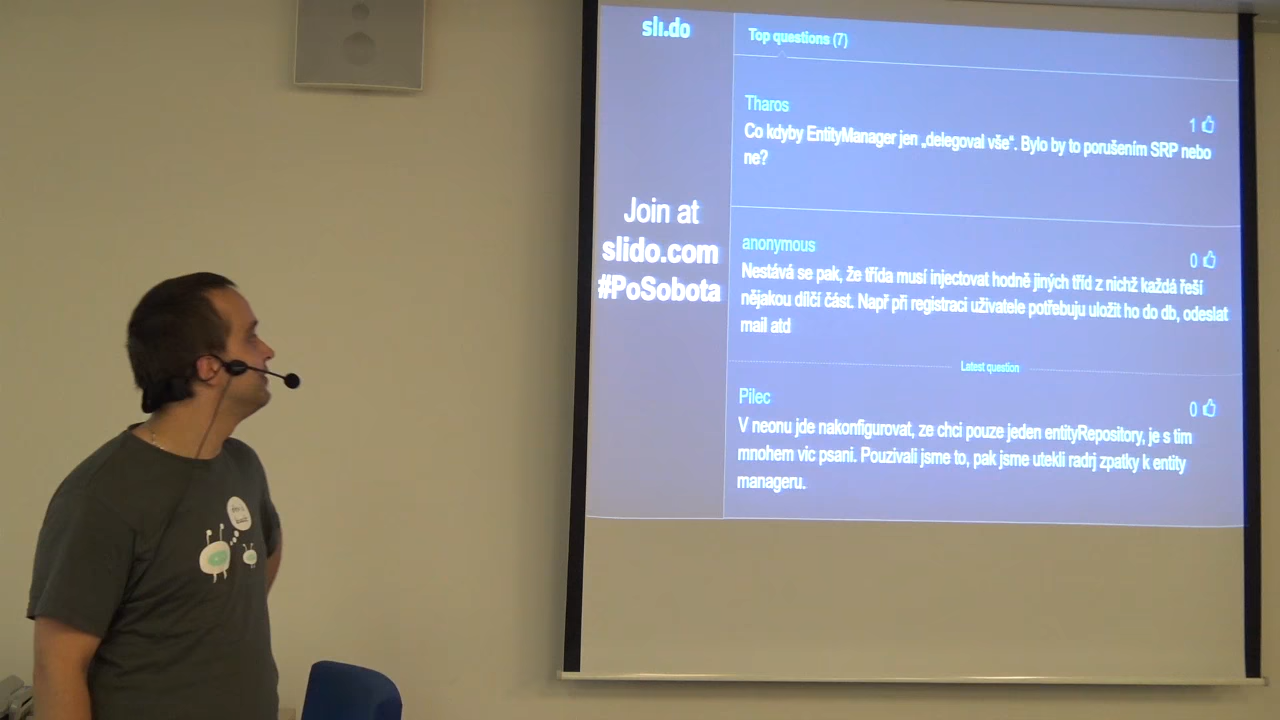 sli.do
Top questions (7)
Join at
slido.com
#PoSobota
Tharos
1
Co kdyby EntityManager jen „delegoval vše“. Bylo by to porušením SRP nebo
ne?
anonymous
0
Nestává se pak, že třída musí injectovat hodně jiných tříd z nichž každá řeší
nějakou dílčí část. Např při registraci uživatele potřebuju uložit ho do db, odeslat
mail atd
Latest question
Pilec
0
V neonu jde nakonfigurovat, ze chci pouze jeden entityRepository, je s tim
mnohem vic psani. Pouzivali jsme to, pak jsme utekli radrj zpatky k entity
manageru.